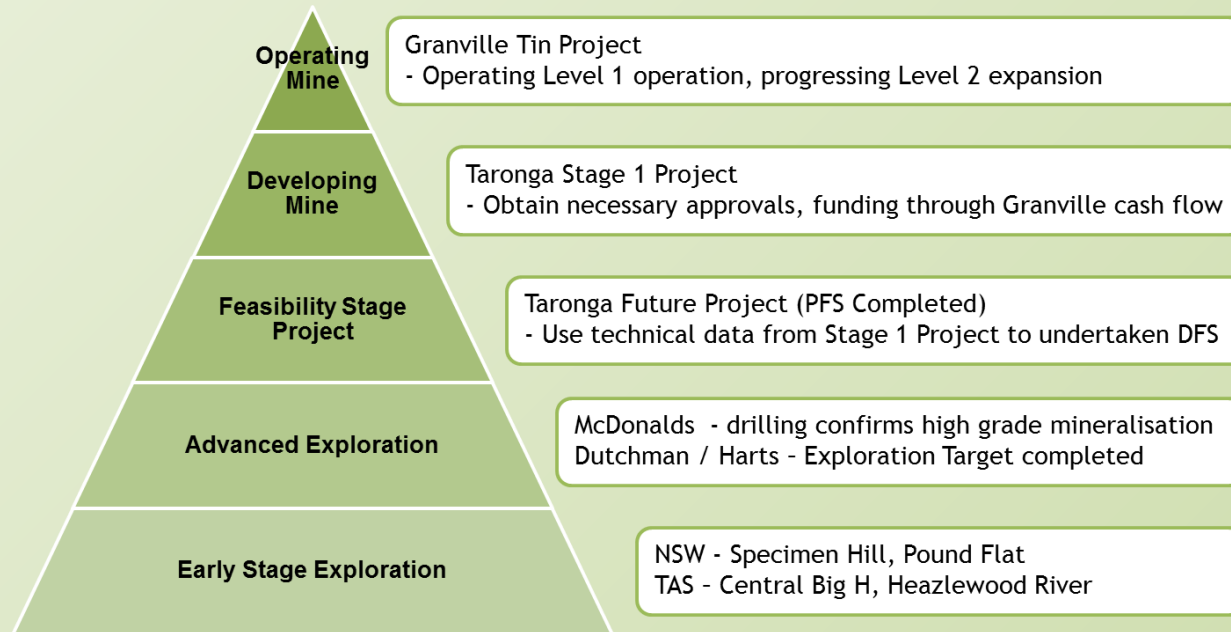 Operating
Mine
Granville Tin Project
- Operating Level 1 operation, progressing Level 2 expansion
Developing
Mine
Taronga Stage 1 Project
- Obtain necessary approvals, funding through Granville cash flow
Feasibility Stage
Project
Taronga Future Project (PFS Completed)
- Use technical data from Stage 1 Project to undertaken DFS
Advanced Exploration
McDonalds - drilling confirms high grade mineralisation
Dutchman / Harts – Exploration Target completed
Early Stage Exploration
NSW - Specimen Hill, Pound Flat
TAS – Central Big H, Heazlewood River